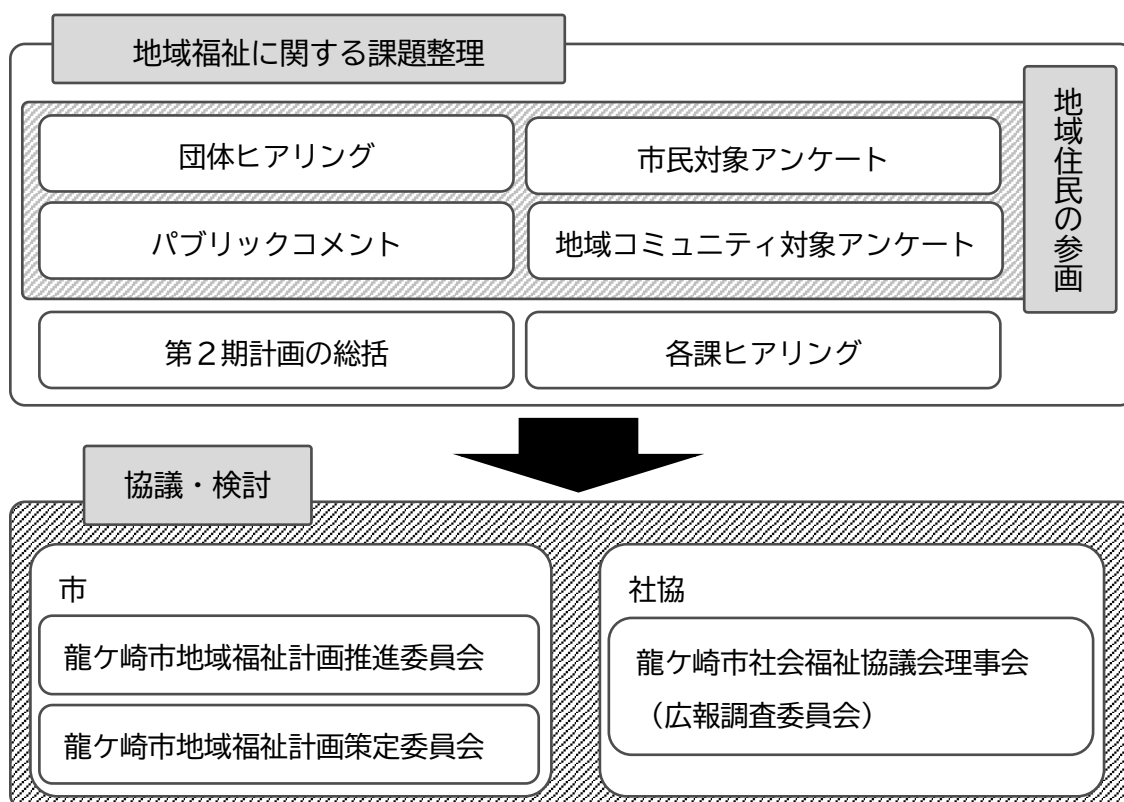 地域福祉に関する課題整理
地域住民の参画
団体ヒアリング
市民対象アンケート
パブリックコメント
地域コミュニティ対象アンケート
第２期計画の総括
各課ヒアリング
協議・検討
市
龍ケ崎市地域福祉計画推進委員会
龍ケ崎市地域福祉計画策定委員会
社協
龍ケ崎市社会福祉協議会理事会
（広報調査委員会）